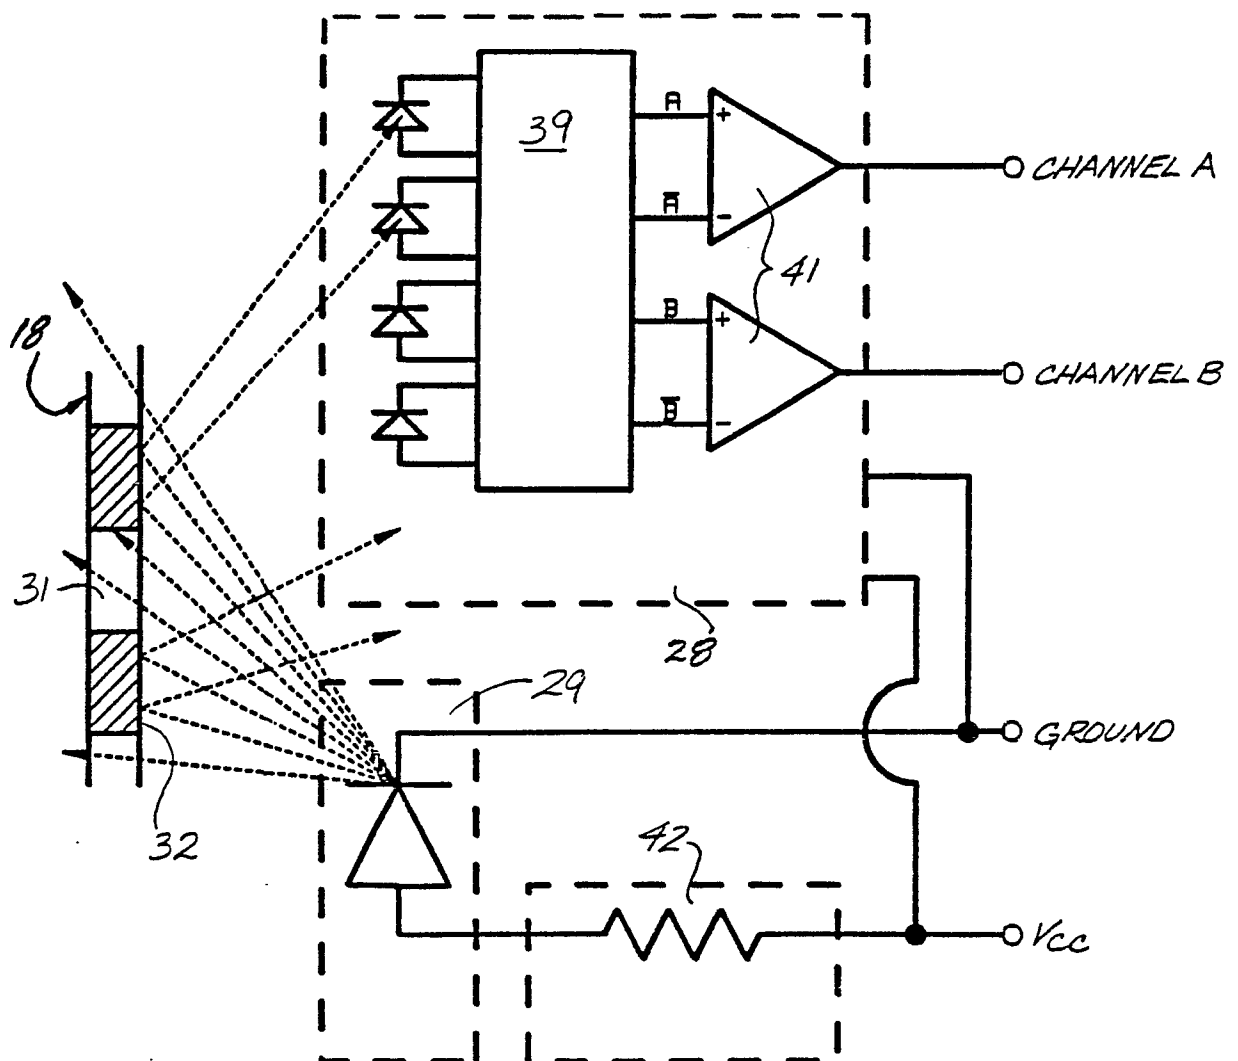 39
A
+
CHANNEL A
A̅
-
41
18
B
+
CHANNEL B
B̅
-
31
28
29
GROUND
32
42
VCC